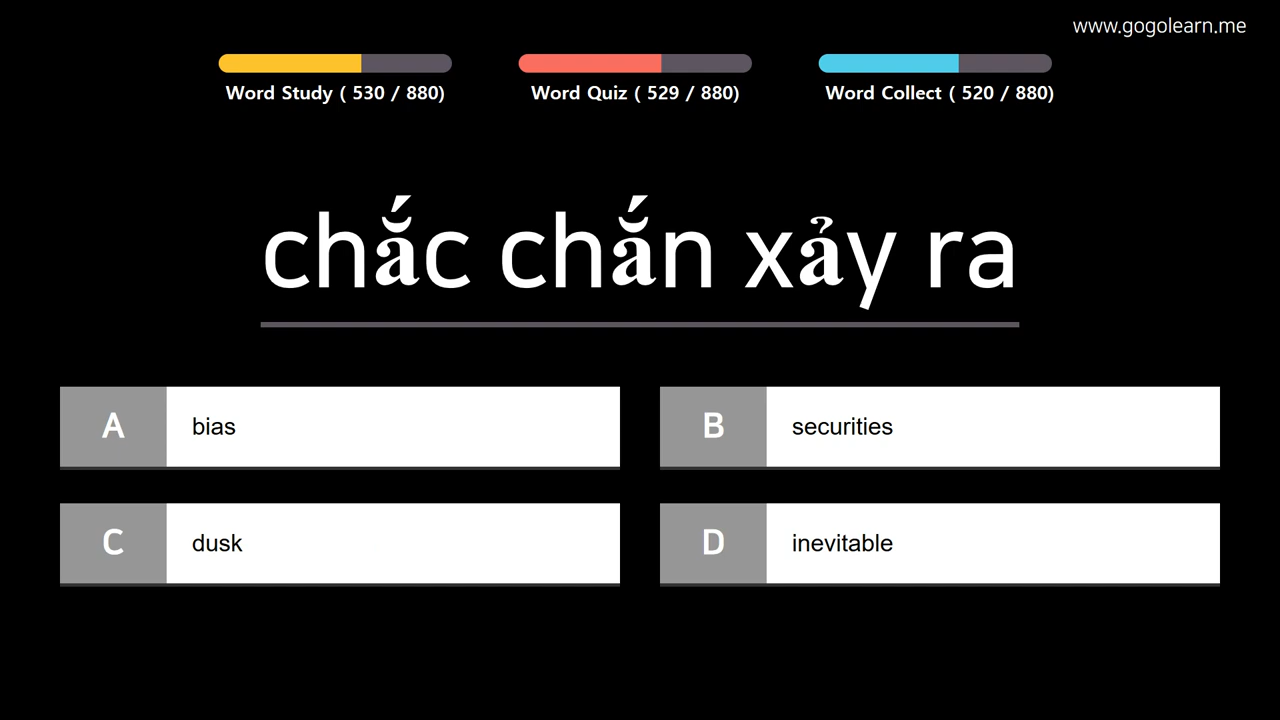 www.gogolearn.me
Word Study ( 530 / 880)
Word Quiz ( 529 / 880)
Word Collect ( 520 / 880)
chắc chắn xảy ra
A bias
B securities
C dusk
D inevitable